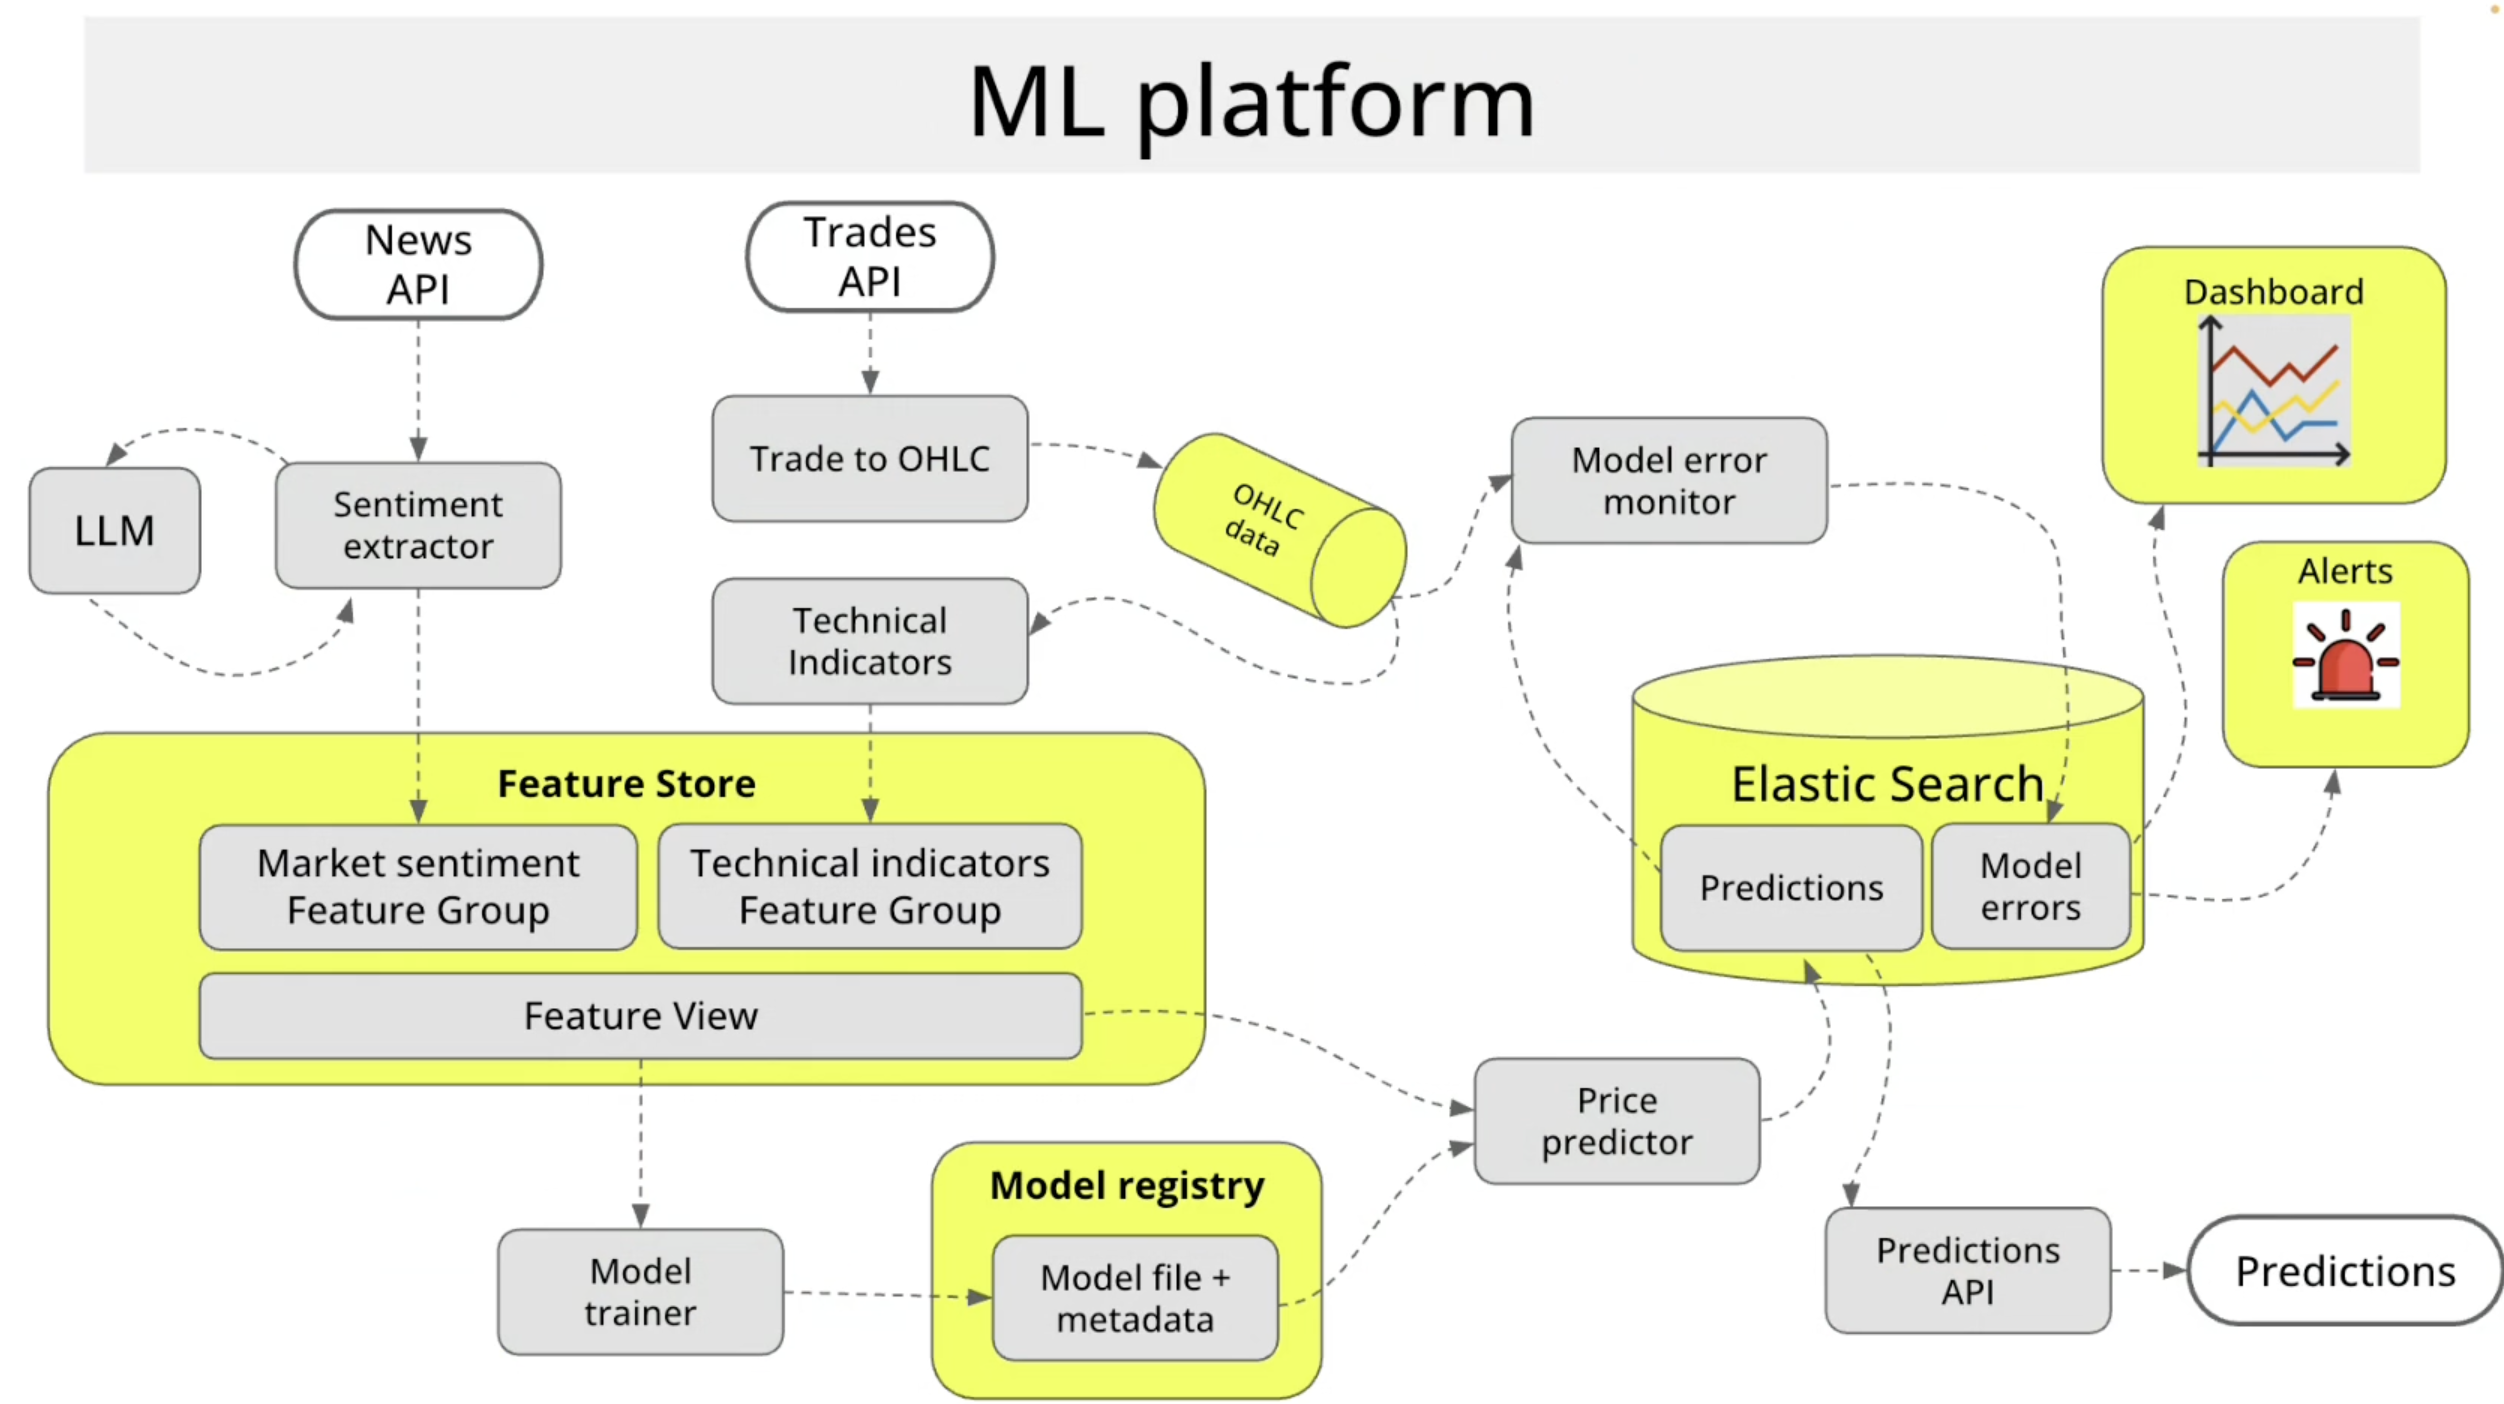 ML platform
News
API
Trades
API
LLM
Sentiment
extractor
Trade to OHLC
OHLC
data
Technical
Indicators
Model error
monitor
Dashboard
Alerts
Feature Store
Market sentiment
Feature Group
Technical indicators
Feature Group
Feature View
Elastic Search
Predictions
Model
errors
Price
predictor
Model registry
Model file +
metadata
Model
trainer
Predictions
API
Predictions